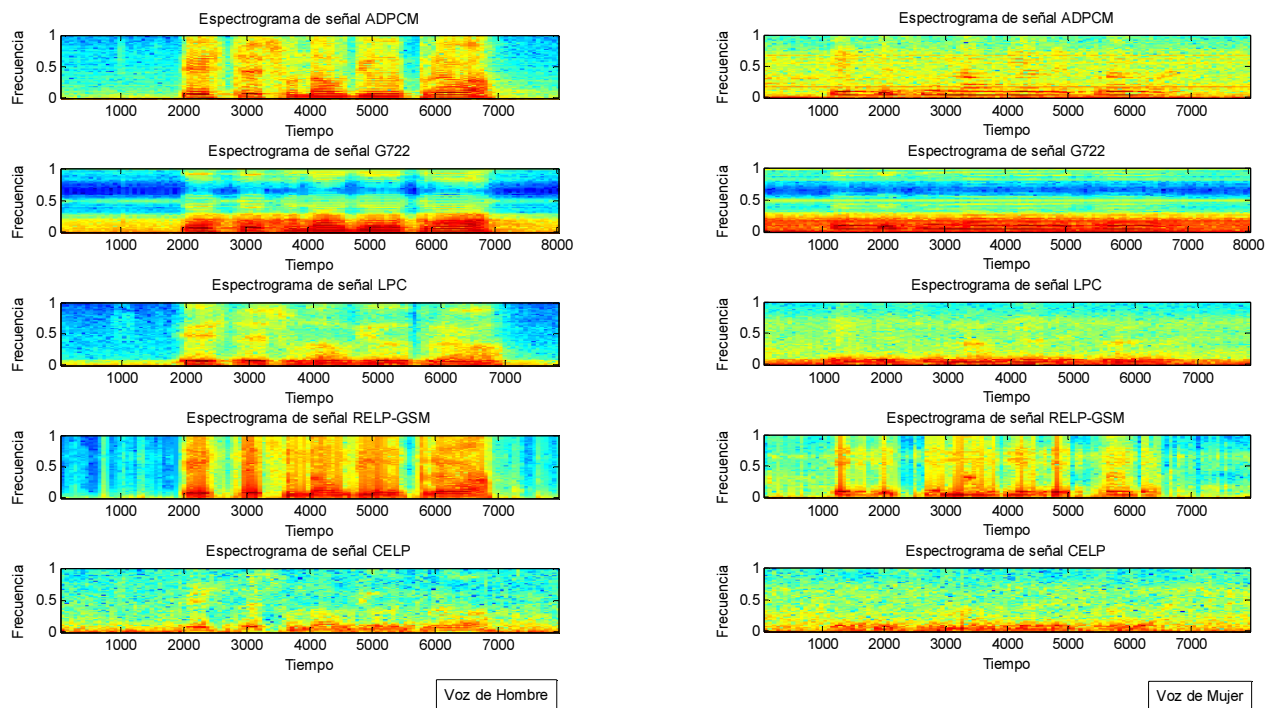 Espectrograma de señal ADPCM
Frecuencia
1
0.5
0
1000 2000 3000 4000 5000 6000 7000
Tiempo
Espectrograma de señal G722
Frecuencia
1
0.5
0
1000 2000 3000 4000 5000 6000 7000 8000
Tiempo
Espectrograma de señal LPC
Frecuencia
1
0.5
0
1000 2000 3000 4000 5000 6000 7000
Tiempo
Espectrograma de señal RELP-GSM
Frecuencia
1
0.5
0
1000 2000 3000 4000 5000 6000 7000
Tiempo
Espectrograma de señal CELP
Frecuencia
1
0.5
0
1000 2000 3000 4000 5000 6000 7000
Tiempo
Voz de Hombre
Espectrograma de señal ADPCM
Frecuencia
1
0.5
0
1000 2000 3000 4000 5000 6000 7000
Tiempo
Espectrograma de señal G722
Frecuencia
1
0.5
0
1000 2000 3000 4000 5000 6000 7000 8000
Tiempo
Espectrograma de señal LPC
Frecuencia
1
0.5
0
1000 2000 3000 4000 5000 6000 7000
Tiempo
Espectrograma de señal RELP-GSM
Frecuencia
1
0.5
0
1000 2000 3000 4000 5000 6000 7000
Tiempo
Espectrograma de señal CELP
Frecuencia
1
0.5
0
1000 2000 3000 4000 5000 6000 7000
Tiempo
Voz de Mujer